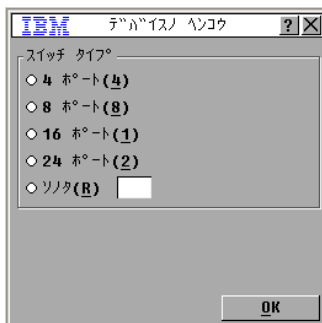 IBM ﾃﾞﾊﾞｲｽﾉ ﾍﾝｺｳ ? X
ｽｲｯﾁ ﾀｲﾌﾟ
4 ﾎﾟｰﾄ(4)
8 ﾎﾟｰﾄ(8)
16 ﾎﾟｰﾄ(1)
24 ﾎﾟｰﾄ(2)
ｿﾉﾀ(R)
OK